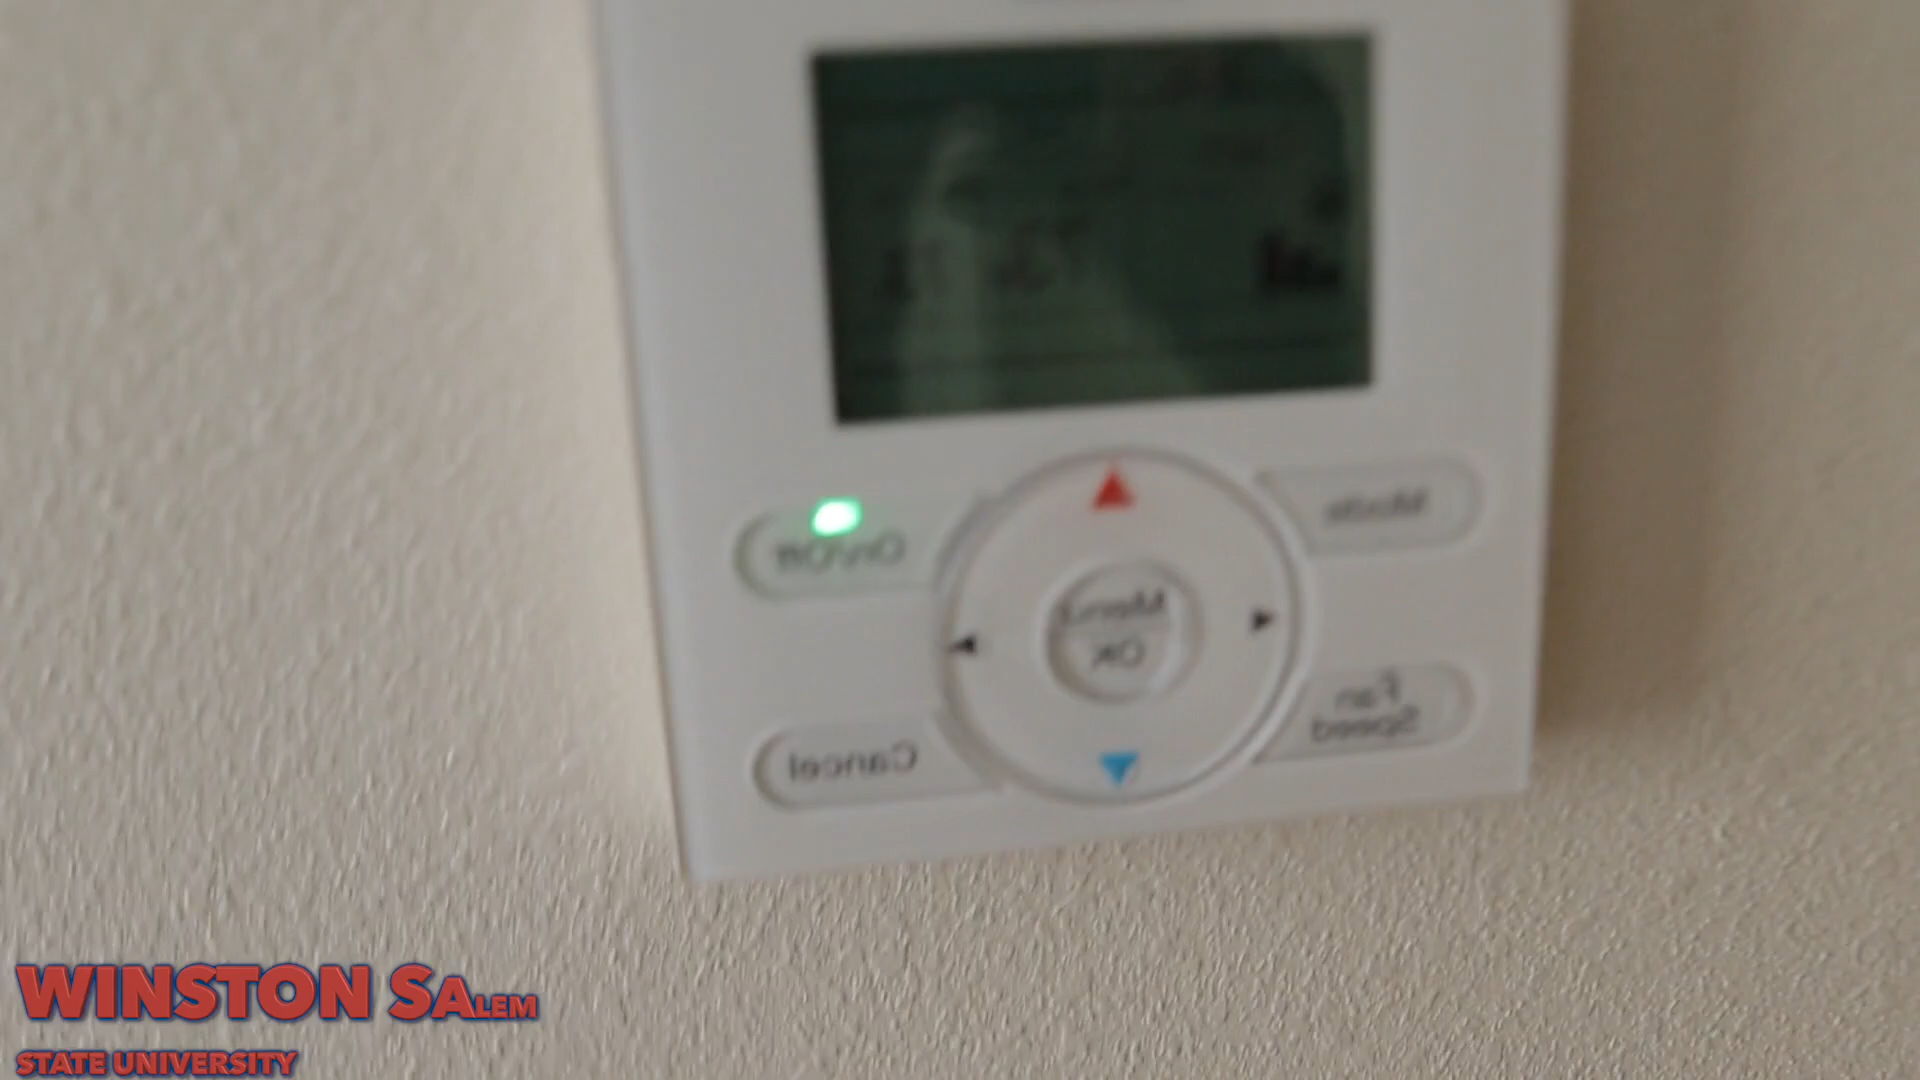 Mode
On/Off
Menu
OK
Fan
Speed
Cancel
WINSTON SALEM
STATE UNIVERSITY